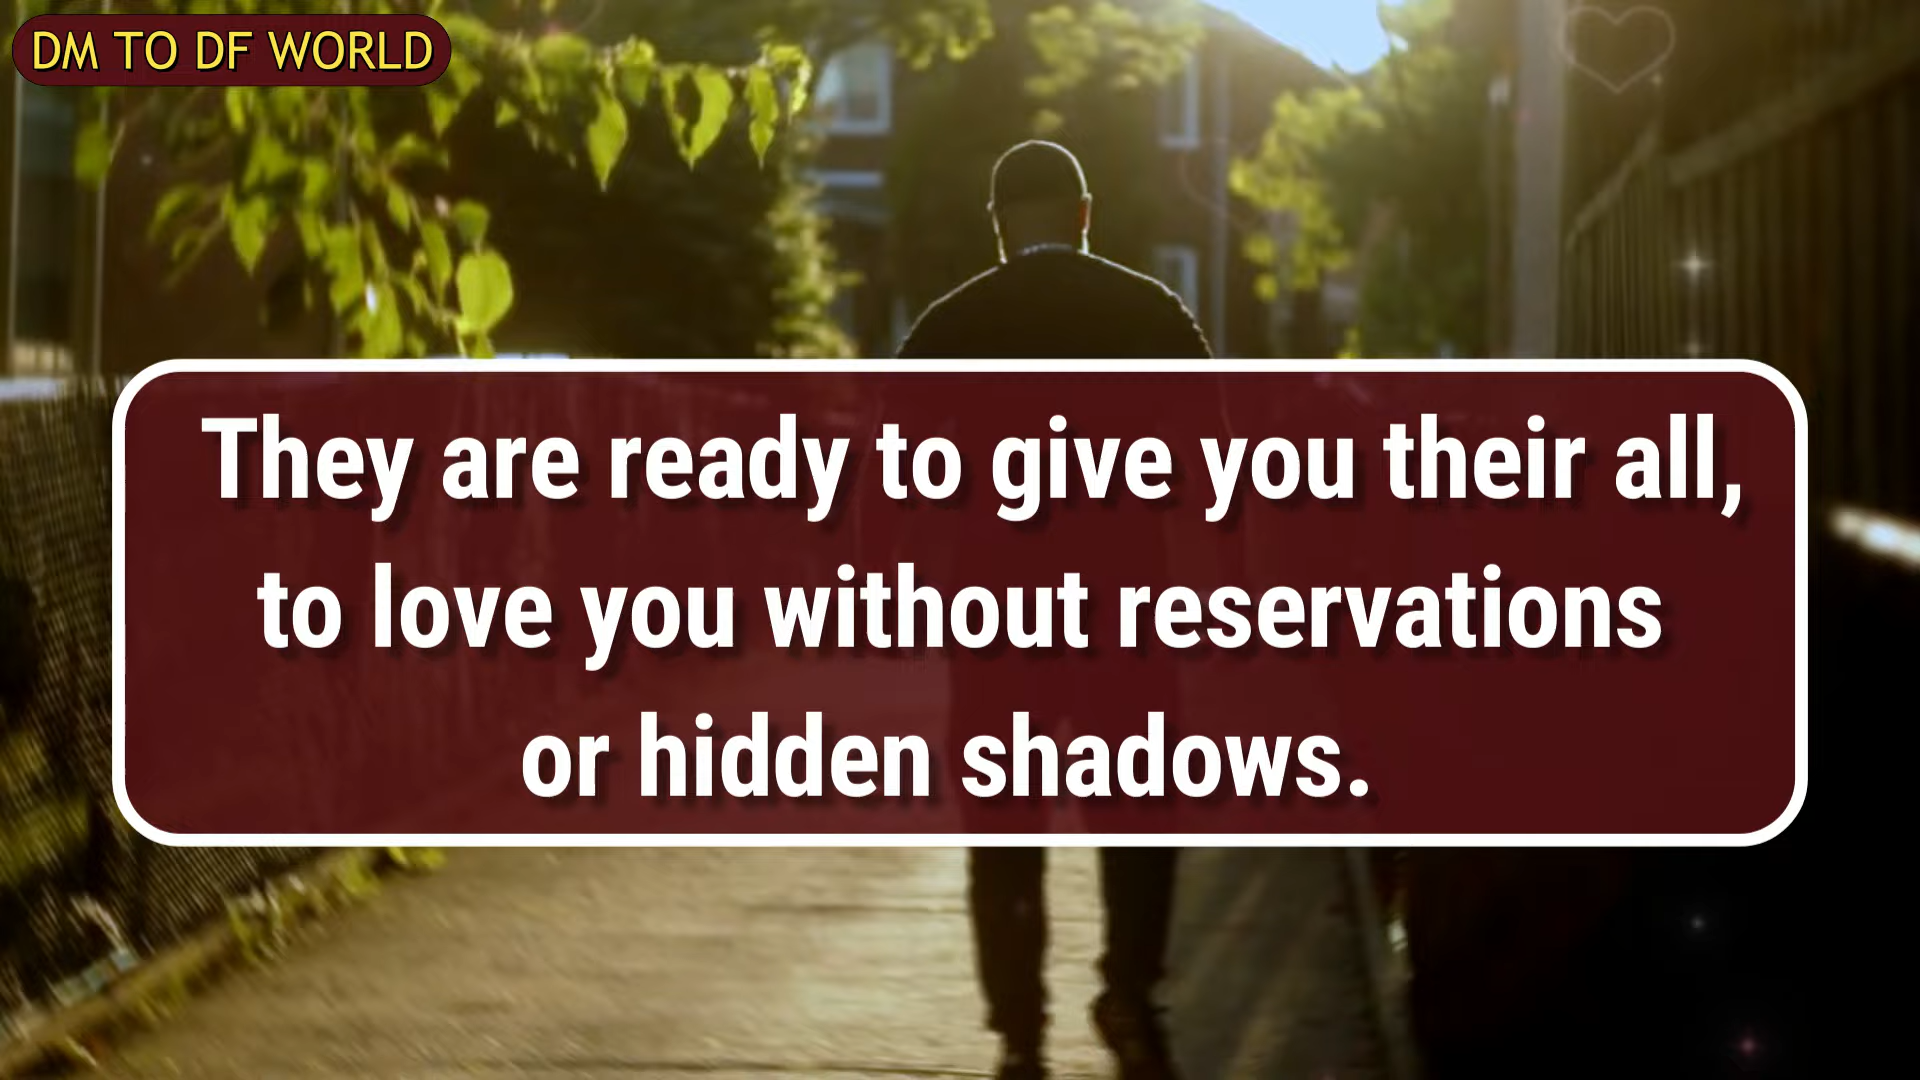 DM TO DF WORLD
They are ready to give you their all,
to love you without reservations
or hidden shadows.